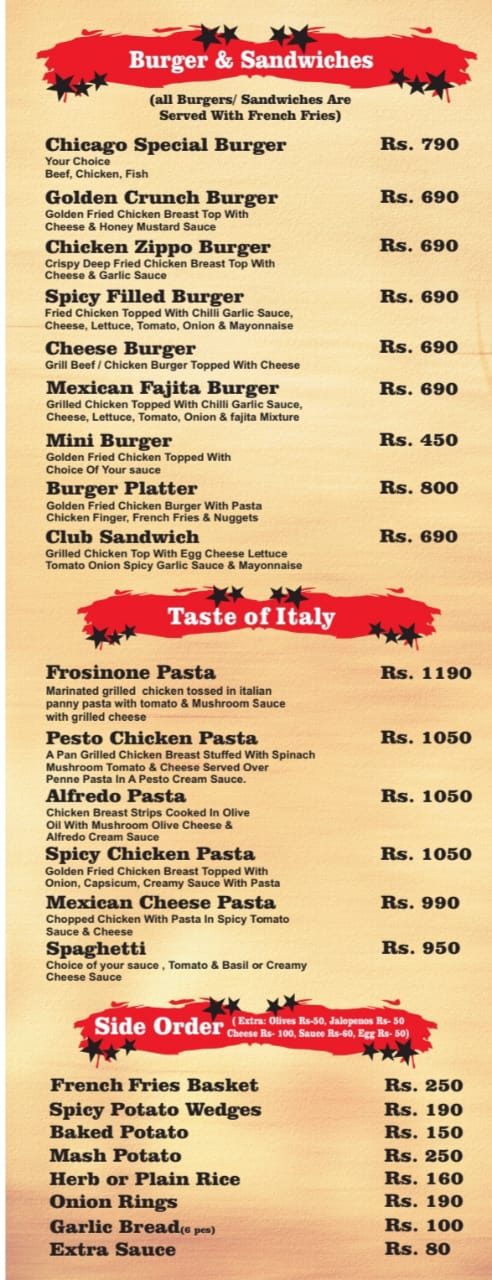 Burger & Sandwiches
(all Burgers/ Sandwiches Are
Served With French Fries)
Chicago Special Burger Rs. 790
Your Choice
Beef, Chicken, Fish
Golden Crunch Burger Rs. 690
Golden Fried Chicken Breast Top With
Cheese & Honey Mustard Sauce
Chicken Zippo Burger Rs. 690
Crispy Deep Fried Chicken Breast Top With
Cheese & Garlic Sauce
Spicy Filled Burger Rs. 690
Fried Chicken Topped With Chilli Garlic Sauce,
Cheese, Lettuce, Tomato, Onion & Mayonnaise
Cheese Burger Rs. 690
Grill Beef / Chicken Burger Topped With Cheese
Mexican Fajita Burger Rs. 690
Grilled Chicken Topped With Chilli Garlic Sauce,
Cheese, Lettuce, Tomato, Onion & fajita Mixture
Mini Burger Rs. 450
Golden Fried Chicken Topped With
Choice Of Your sauce
Burger Platter Rs. 800
Golden Fried Chicken Burger With Pasta
Chicken Finger, French Fries & Nuggets
Club Sandwich Rs. 690
Grilled Chicken Top With Egg Cheese Lettuce
Tomato Onion Spicy Garlic Sauce & Mayonnaise
Taste of Italy
Frosinone Pasta Rs. 1190
Marinated grilled chicken tossed in italian
panny pasta with tomato & Mushroom Sauce
with grilled cheese
Pesto Chicken Pasta Rs. 1050
A Pan Grilled Chicken Breast Stuffed With Spinach
Mushroom Tomato & Cheese Served Over
Penne Pasta In A Pesto Cream Sauce.
Alfredo Pasta Rs. 1050
Chicken Breast Strips Cooked In Olive
Oil With Mushroom Olive Cheese &
Alfredo Cream Sauce
Spicy Chicken Pasta Rs. 1050
Golden Fried Chicken Breast Topped With
Onion, Capsicum, Creamy Sauce With Pasta
Mexican Cheese Pasta Rs. 990
Chopped Chicken With Pasta In Spicy Tomato
Sauce & Cheese
Spaghetti Rs. 950
Choice of your sauce , Tomato & Basil or Creamy
Cheese Sauce
Side Order ( Extra: Olives Rs-50, Jalopenos Rs- 50
Cheese Rs- 100, Sauce Rs-60, Egg Rs- 50)
French Fries Basket Rs. 250
Spicy Potato Wedges Rs. 190
Baked Potato Rs. 150
Mash Potato Rs. 250
Herb or Plain Rice Rs. 160
Onion Rings Rs. 190
Garlic Bread(6 pcs) Rs. 100
Extra Sauce Rs. 80